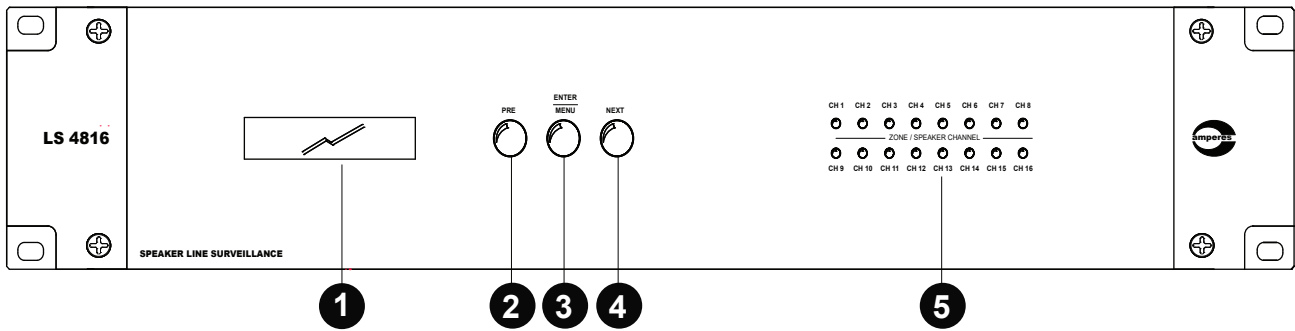 LS 4816
PRE
ENTER
MENU
NEXT
CH 1 CH 2 CH 3 CH 4 CH 5 CH 6 CH 7 CH 8
ZONE / SPEAKER CHANNEL
CH 9 CH 10 CH 11 CH 12 CH 13 CH 14 CH 15 CH 16
amperes
SPEAKER LINE SURVEILLANCE
1 2 3 4 5